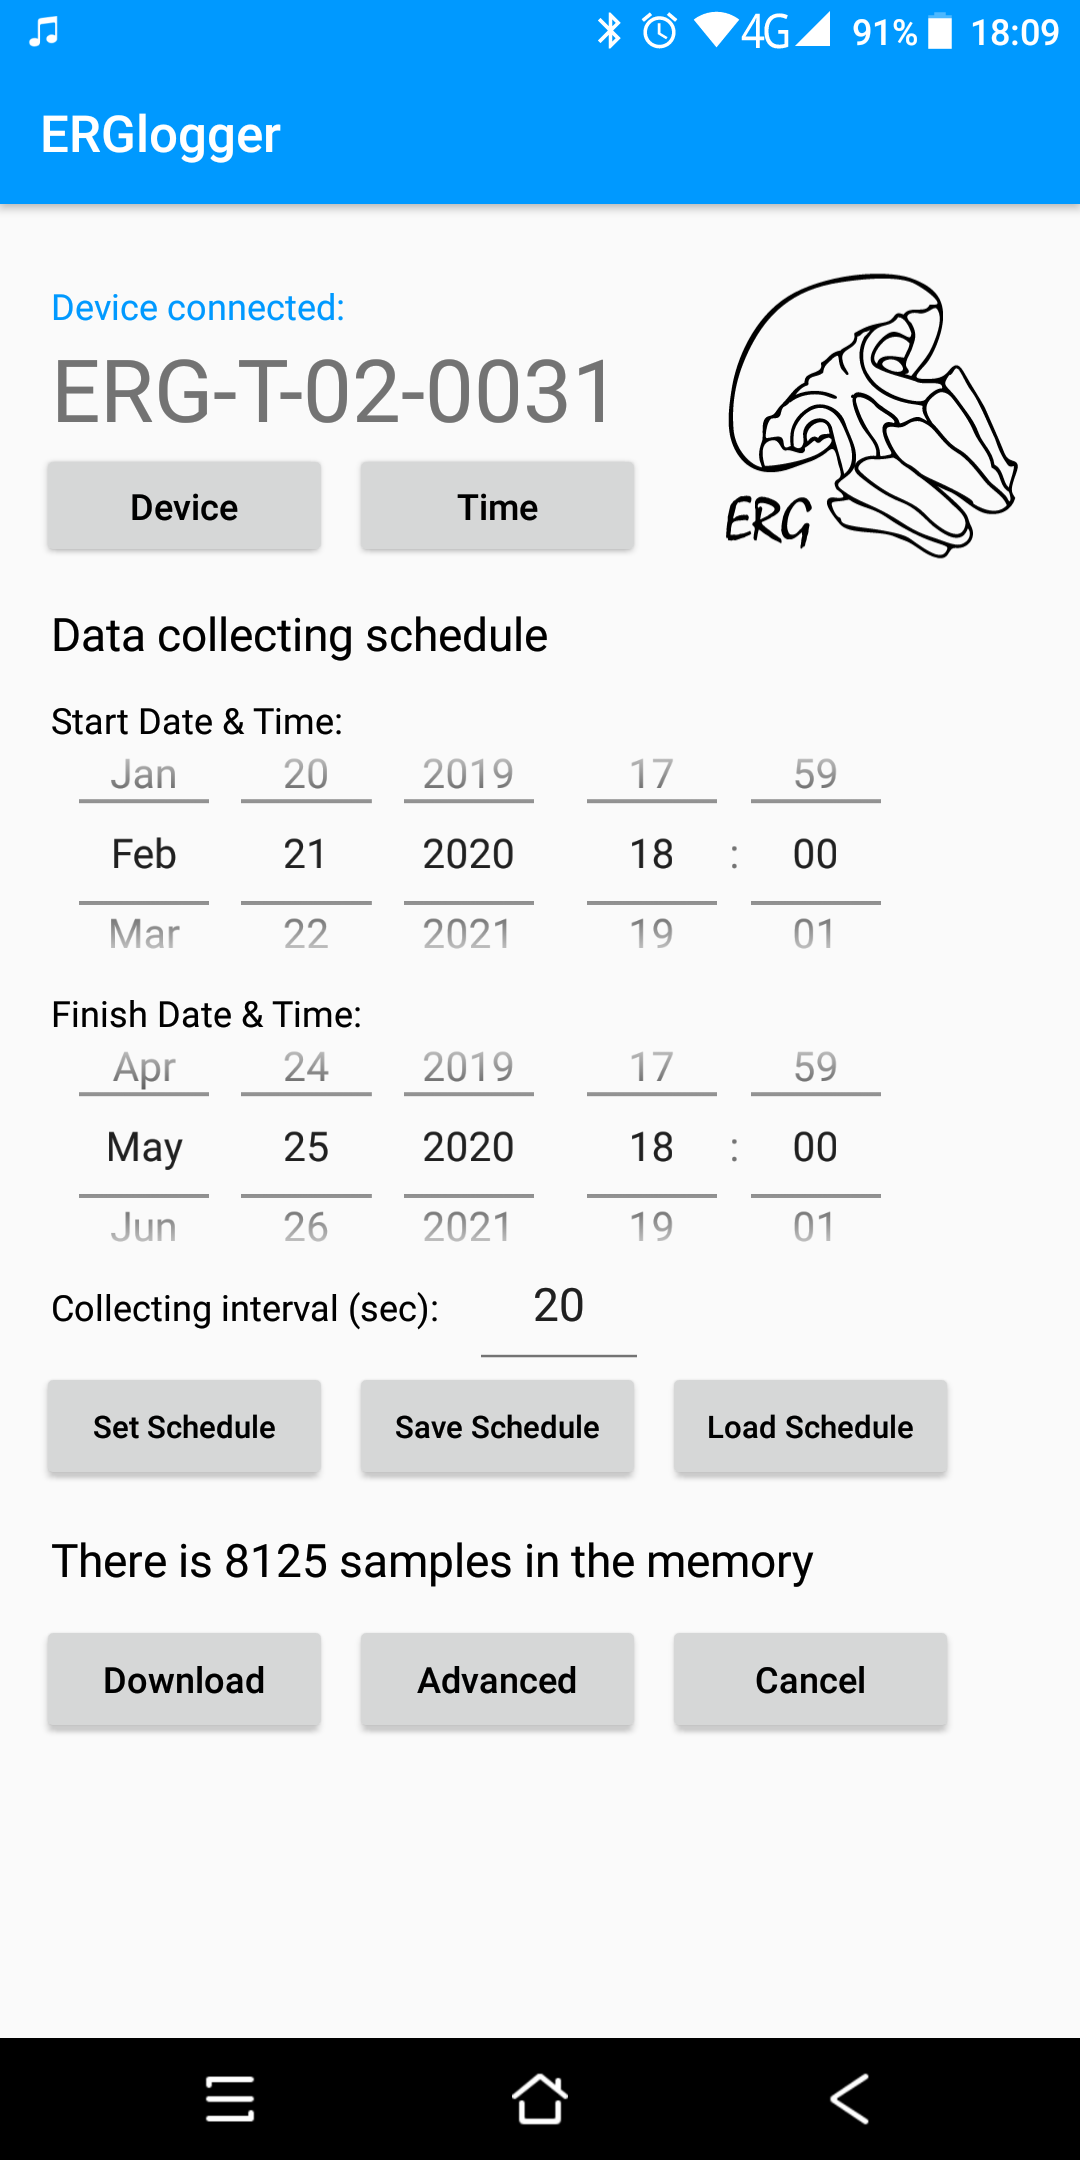 4G 91% 18:09
ERGlogger
Device connected:
ERG-T-02-0031
Device Time
ERG
Data collecting schedule
Start Date & Time:
Jan 20 2019 17 59
Feb 21 2020 18 : 00
Mar 22 2021 19 01
Finish Date & Time:
Apr 24 2019 17 59
May 25 2020 18 : 00
Jun 26 2021 19 01
Collecting interval (sec): 20
Set Schedule Save Schedule Load Schedule
There is 8125 samples in the memory
Download Advanced Cancel